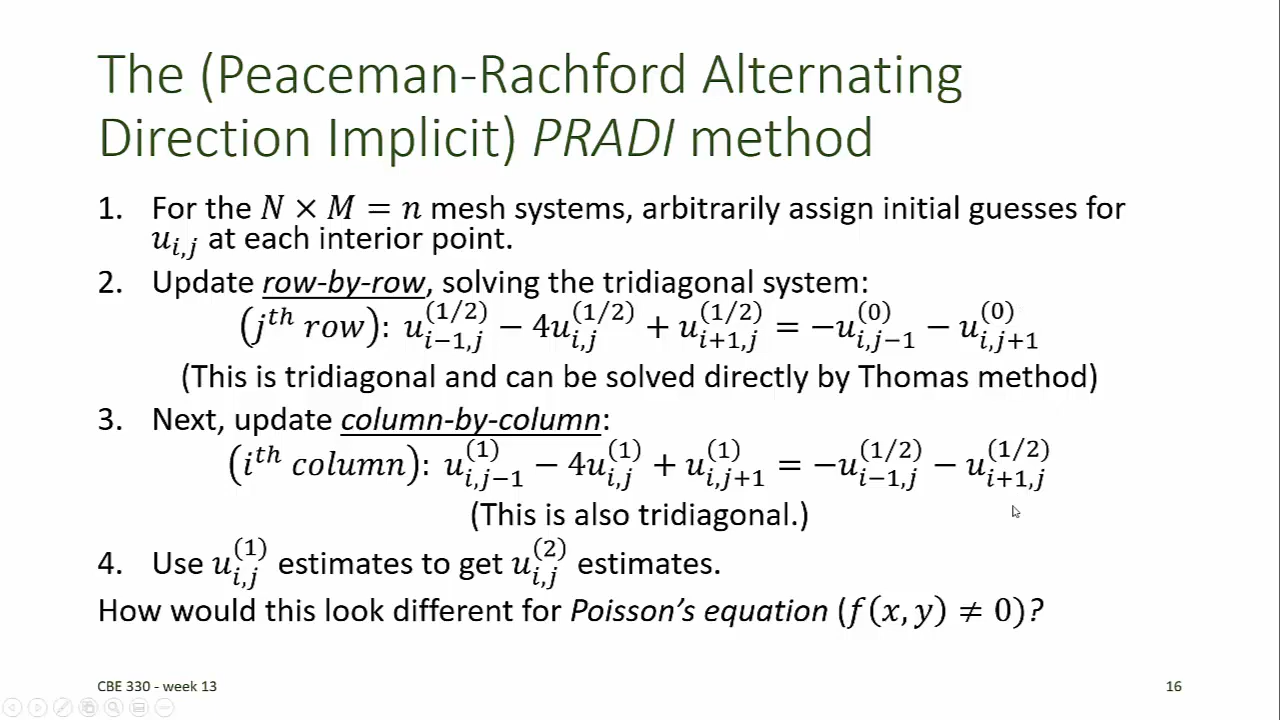 The (Peaceman-Rachford Alternating
Direction Implicit) PRADI method
1. For the N × M = n mesh systems, arbitrarily assign initial guesses for
u_{i,j} at each interior point.
2. Update row-by-row, solving the tridiagonal system:
(j^{th} row): u_{i−1,j}^{(1/2)} − 4u_{i,j}^{(1/2)} + u_{i+1,j}^{(1/2)} = −u_{i,j−1}^{(0)} − u_{i,j+1}^{(0)}
(This is tridiagonal and can be solved directly by Thomas method)
3. Next, update column-by-column:
(i^{th} column): u_{i,j−1}^{(1)} − 4u_{i,j}^{(1)} + u_{i,j+1}^{(1)} = −u_{i−1,j}^{(1/2)} − u_{i+1,j}^{(1/2)}
(This is also tridiagonal.)
4. Use u_{i,j}^{(1)} estimates to get u_{i,j}^{(2)} estimates.
How would this look different for Poisson’s equation (f(x, y) ≠ 0)?
CBE 330 - week 13
16